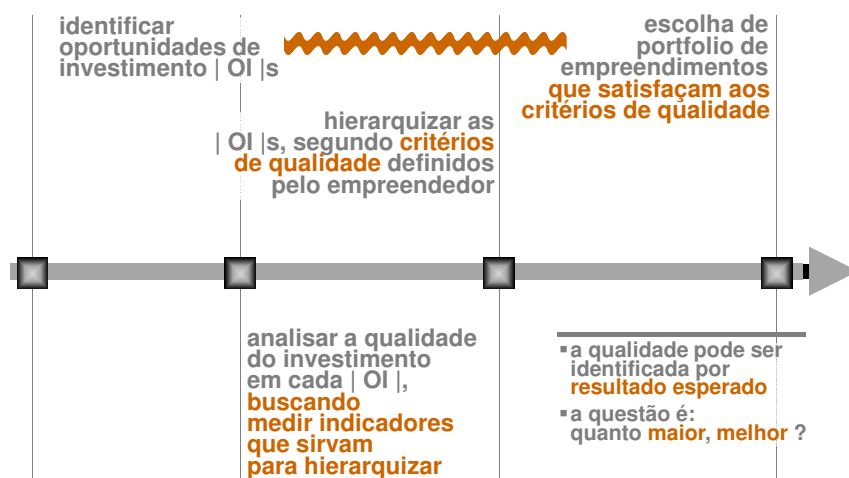 identificar
oportunidades de
investimento | OI |s
hierarquizar as
| OI |s, segundo critérios
de qualidade definidos
pelo empreendedor
escolha de
portfolio de
empreendimentos
que satisfaçam aos
critérios de qualidade
analisar a qualidade
do investimento
em cada | OI |,
buscando
medir indicadores
que sirvam
para hierarquizar
▪a qualidade pode ser
identificada por
resultado esperado
▪a questão é:
quanto maior, melhor ?